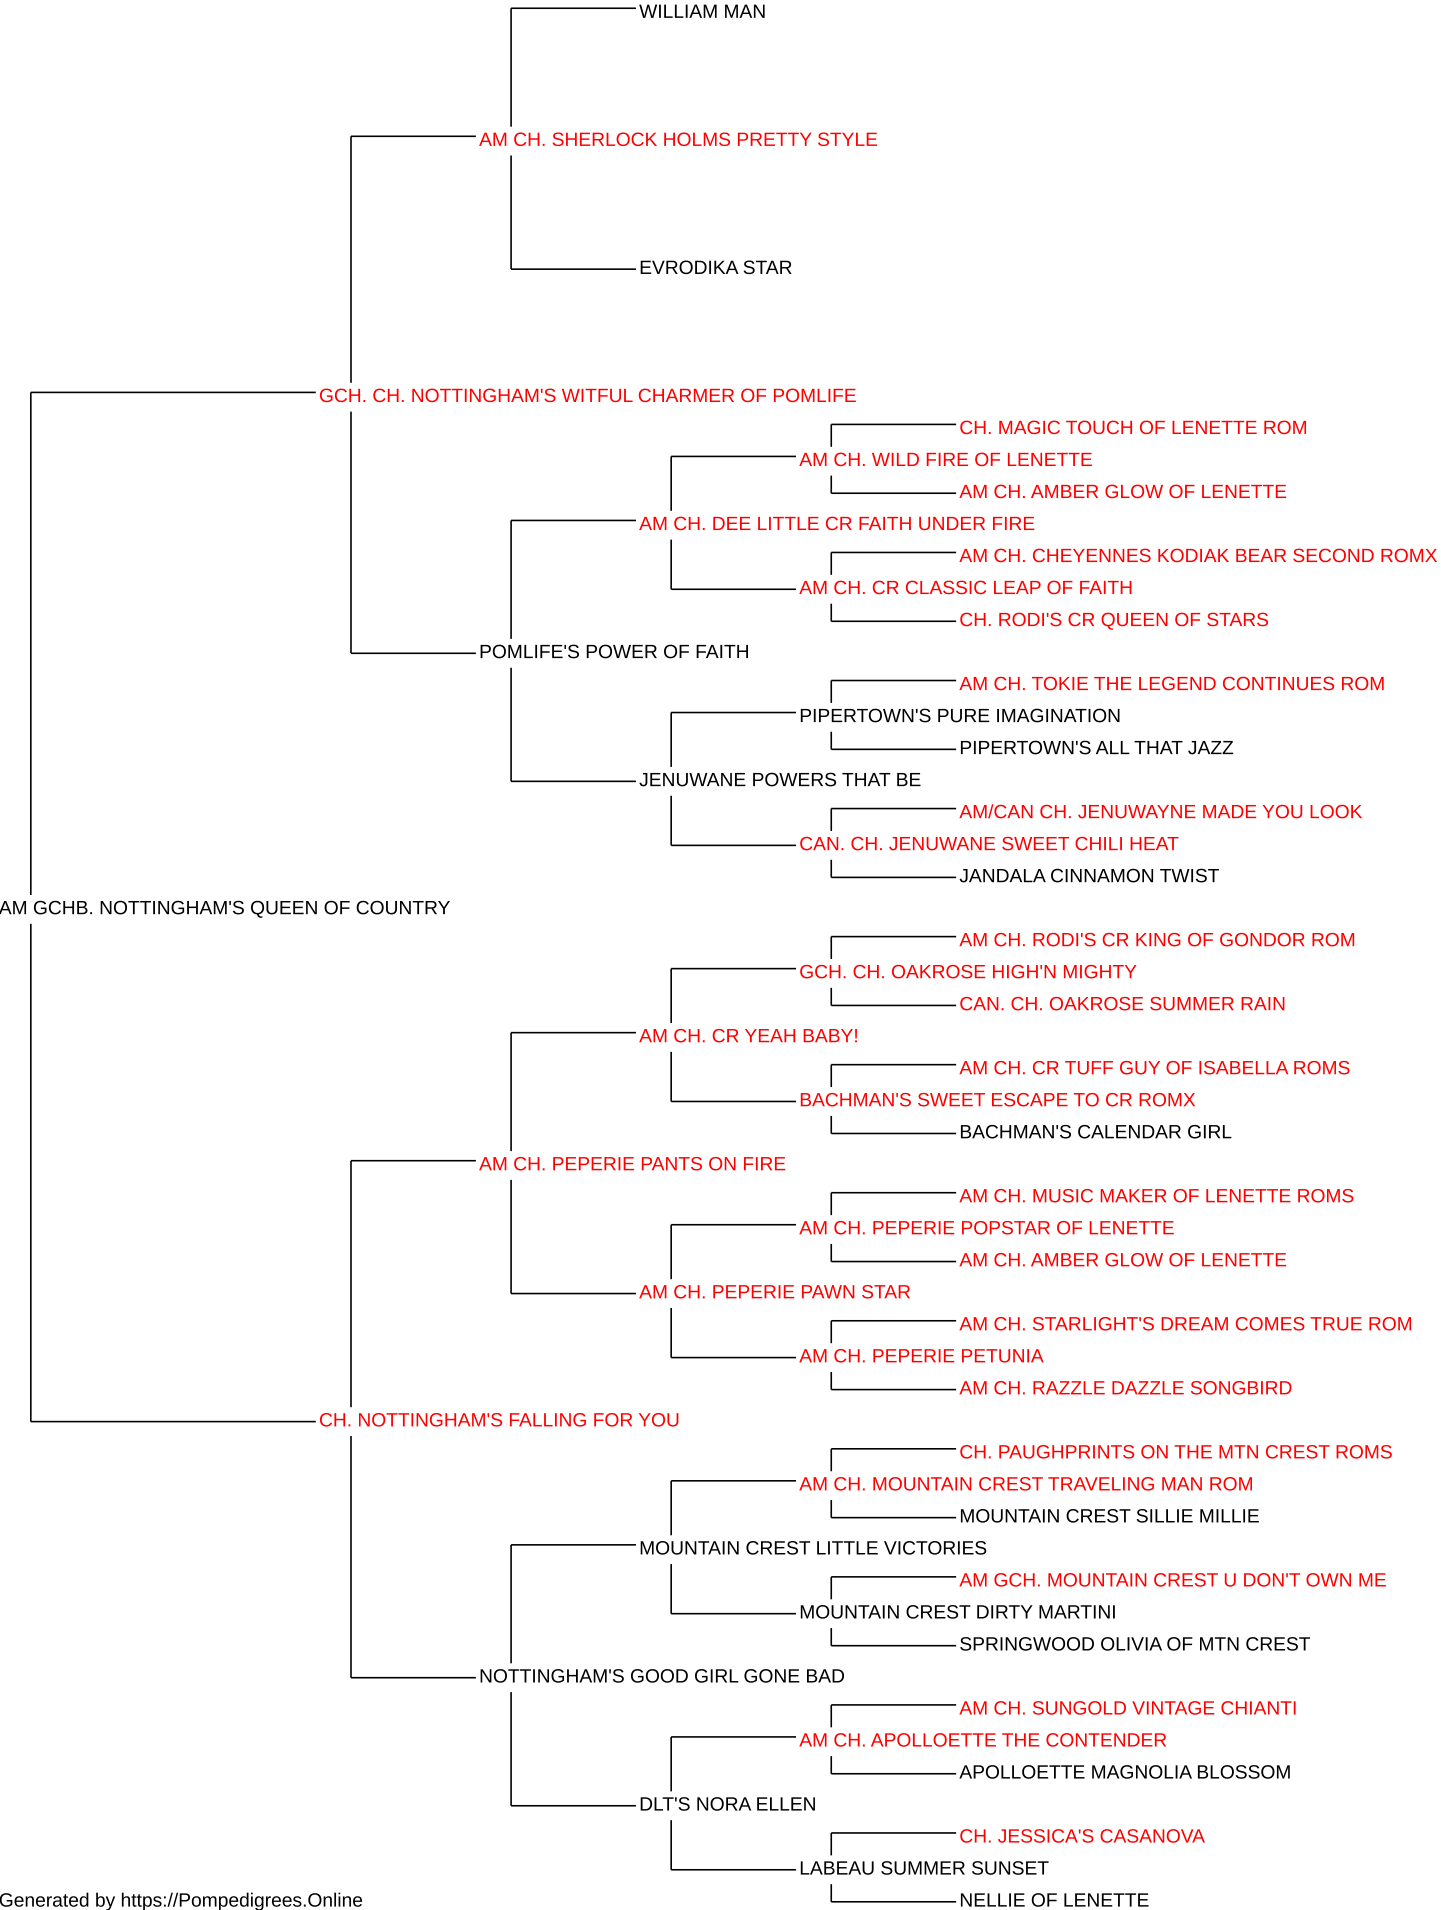 WILLIAM MAN
AM CH. SHERLOCK HOLMS PRETTY STYLE
EVRODIKA STAR
GCH. CH. NOTTINGHAM'S WITFUL CHARMER OF POMLIFE
CH. MAGIC TOUCH OF LENETTE ROM
AM CH. WILD FIRE OF LENETTE
AM CH. AMBER GLOW OF LENETTE
AM CH. DEE LITTLE CR FAITH UNDER FIRE
AM CH. CHEYENNES KODIAK BEAR SECOND ROMX
AM CH. CR CLASSIC LEAP OF FAITH
CH. RODI'S CR QUEEN OF STARS
POMLIFE'S POWER OF FAITH
AM CH. TOKIE THE LEGEND CONTINUES ROM
PIPERTOWN'S PURE IMAGINATION
PIPERTOWN'S ALL THAT JAZZ
JENUWANE POWERS THAT BE
AM/CAN CH. JENUWAYNE MADE YOU LOOK
CAN. CH. JENUWANE SWEET CHILI HEAT
JANDALA CINNAMON TWIST
AM GCHB. NOTTINGHAM'S QUEEN OF COUNTRY
AM CH. RODI'S CR KING OF GONDOR ROM
GCH. CH. OAKROSE HIGH'N MIGHTY
CAN. CH. OAKROSE SUMMER RAIN
AM CH. CR YEAH BABY!
AM CH. CR TUFF GUY OF ISABELLA ROMS
BACHMAN'S SWEET ESCAPE TO CR ROMX
BACHMAN'S CALENDAR GIRL
AM CH. PEPERIE PANTS ON FIRE
AM CH. MUSIC MAKER OF LENETTE ROMS
AM CH. PEPERIE POPSTAR OF LENETTE
AM CH. AMBER GLOW OF LENETTE
AM CH. PEPERIE PAWN STAR
AM CH. STARLIGHT'S DREAM COMES TRUE ROM
AM CH. PEPERIE PETUNIA
AM CH. RAZZLE DAZZLE SONGBIRD
CH. NOTTINGHAM'S FALLING FOR YOU
CH. PAUGHPRINTS ON THE MTN CREST ROMS
AM CH. MOUNTAIN CREST TRAVELING MAN ROM
MOUNTAIN CREST SILLIE MILLIE
MOUNTAIN CREST LITTLE VICTORIES
AM GCH. MOUNTAIN CREST U DON'T OWN ME
MOUNTAIN CREST DIRTY MARTINI
SPRINGWOOD OLIVIA OF MTN CREST
NOTTINGHAM'S GOOD GIRL GONE BAD
AM CH. SUNGOLD VINTAGE CHIANTI
AM CH. APOLLOETTE THE CONTENDER
APOLLOETTE MAGNOLIA BLOSSOM
DLT'S NORA ELLEN
CH. JESSICA'S CASANOVA
LABEAU SUMMER SUNSET
NELLIE OF LENETTE
Generated by https://Pompedigrees.Online